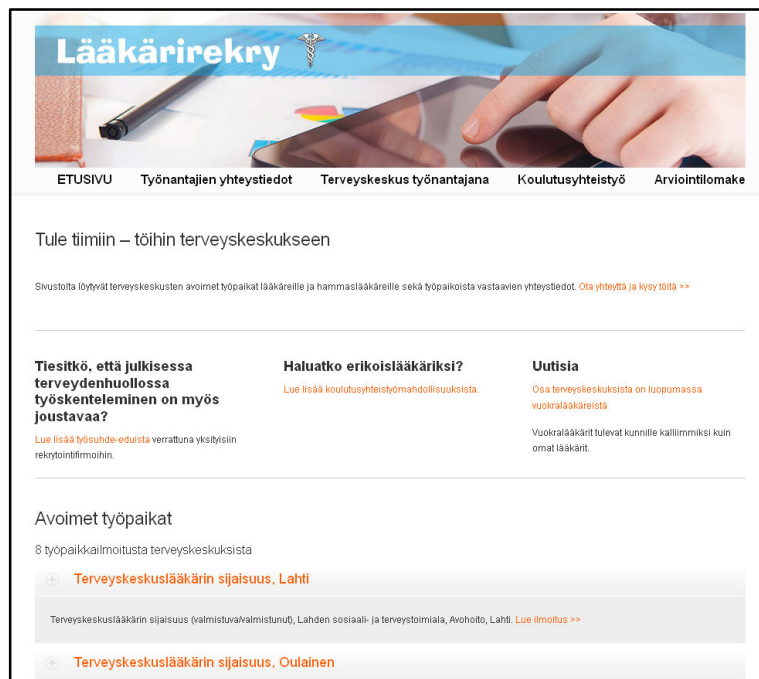 Lääkärirekry
ETUSIVU Työnantajien yhteystiedot Terveyskeskus työnantajana Koulutusyhteistyö Arviointilomake
Tule tiimiin – töihin terveyskeskukseen
Sivustolta löytyvät terveyskeskusten avoimet työpaikat lääkäreille ja hammaslääkäreille sekä työpaikoista vastaavien yhteystiedot. Ota yhteyttä ja kysy töitä >>
Tiesitkö, että julkisessa
terveydenhuollossa
työskenteleminen on myös
joustavaa?
Lue lisää työsuhde-eduista verrattuna yksityisiin
rekrytointifirmoihin.
Haluatko erikoislääkäriksi?
Lue lisää koulutusyhteistyömahdollisuuksista.
Uutisia
Osa terveyskeskuksista on luopumassa
vuokralääkäreistä
Vuokralääkärit tulevat kunnille kalliimmiksi kuin
omat lääkärit.
Avoimet työpaikat
8 työpaikkailmoitusta terveyskeskuksista
Terveyskeskuslääkärin sijaisuus, Lahti
Terveyskeskuslääkärin sijaisuus (valmistuva/valmistunut), Lahden sosiaali- ja terveystoimiala, Avohoito, Lahti. Lue ilmoitus >>
Terveyskeskuslääkärin sijaisuus, Oulainen